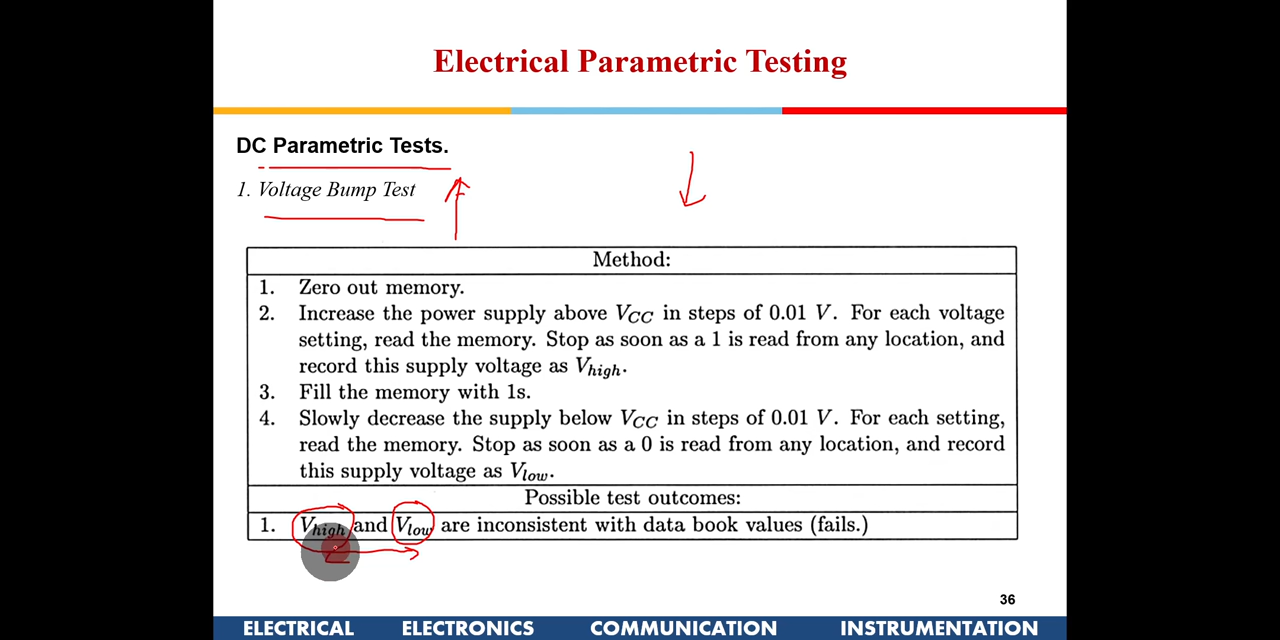 Electrical Parametric Testing
DC Parametric Tests.
1. Voltage Bump Test
Method:
1. Zero out memory.
2. Increase the power supply above VCC in steps of 0.01 V. For each voltage
setting, read the memory. Stop as soon as a 1 is read from any location, and
record this supply voltage as Vhigh.
3. Fill the memory with 1s.
4. Slowly decrease the supply below VCC in steps of 0.01 V. For each setting,
read the memory. Stop as soon as a 0 is read from any location, and record
this supply voltage as Vlow.
Possible test outcomes:
1. Vhigh and Vlow are inconsistent with data book values (fails.)
36
ELECTRICAL ELECTRONICS COMMUNICATION INSTRUMENTATION